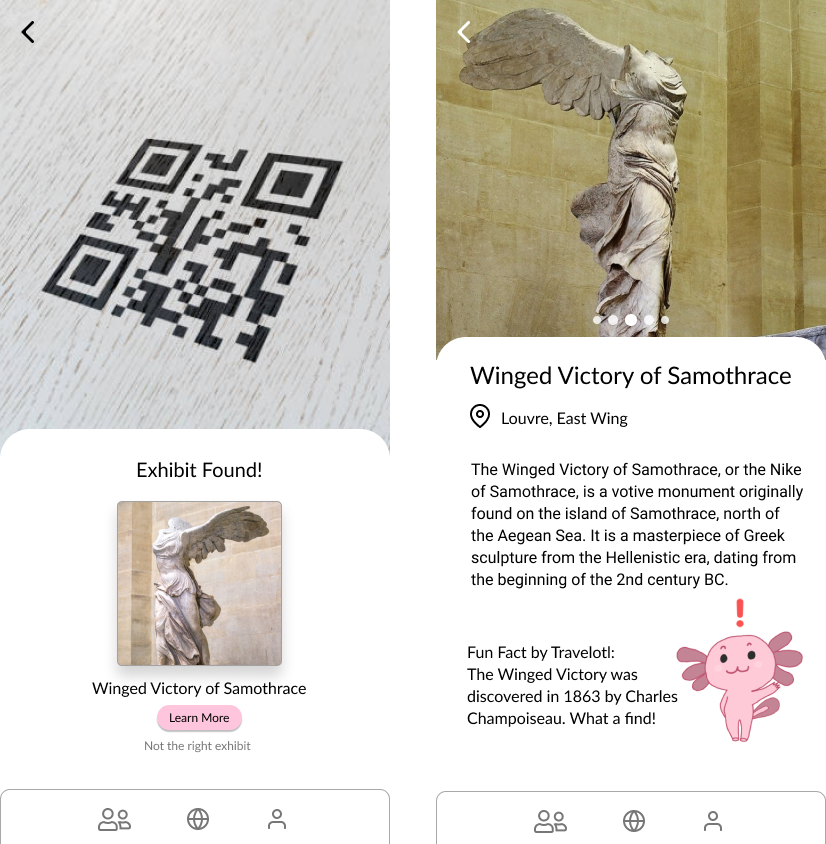 Exhibit Found!
Winged Victory of Samothrace
Learn More
Not the right exhibit
Winged Victory of Samothrace
Louvre, East Wing
The Winged Victory of Samothrace, or the Nike
of Samothrace, is a votive monument originally
found on the island of Samothrace, north of
the Aegean Sea. It is a masterpiece of Greek
sculpture from the Hellenistic era, dating from
the beginning of the 2nd century BC.
!
Fun Fact by Travelotl:
The Winged Victory was
discovered in 1863 by Charles
Champoiseau. What a find!